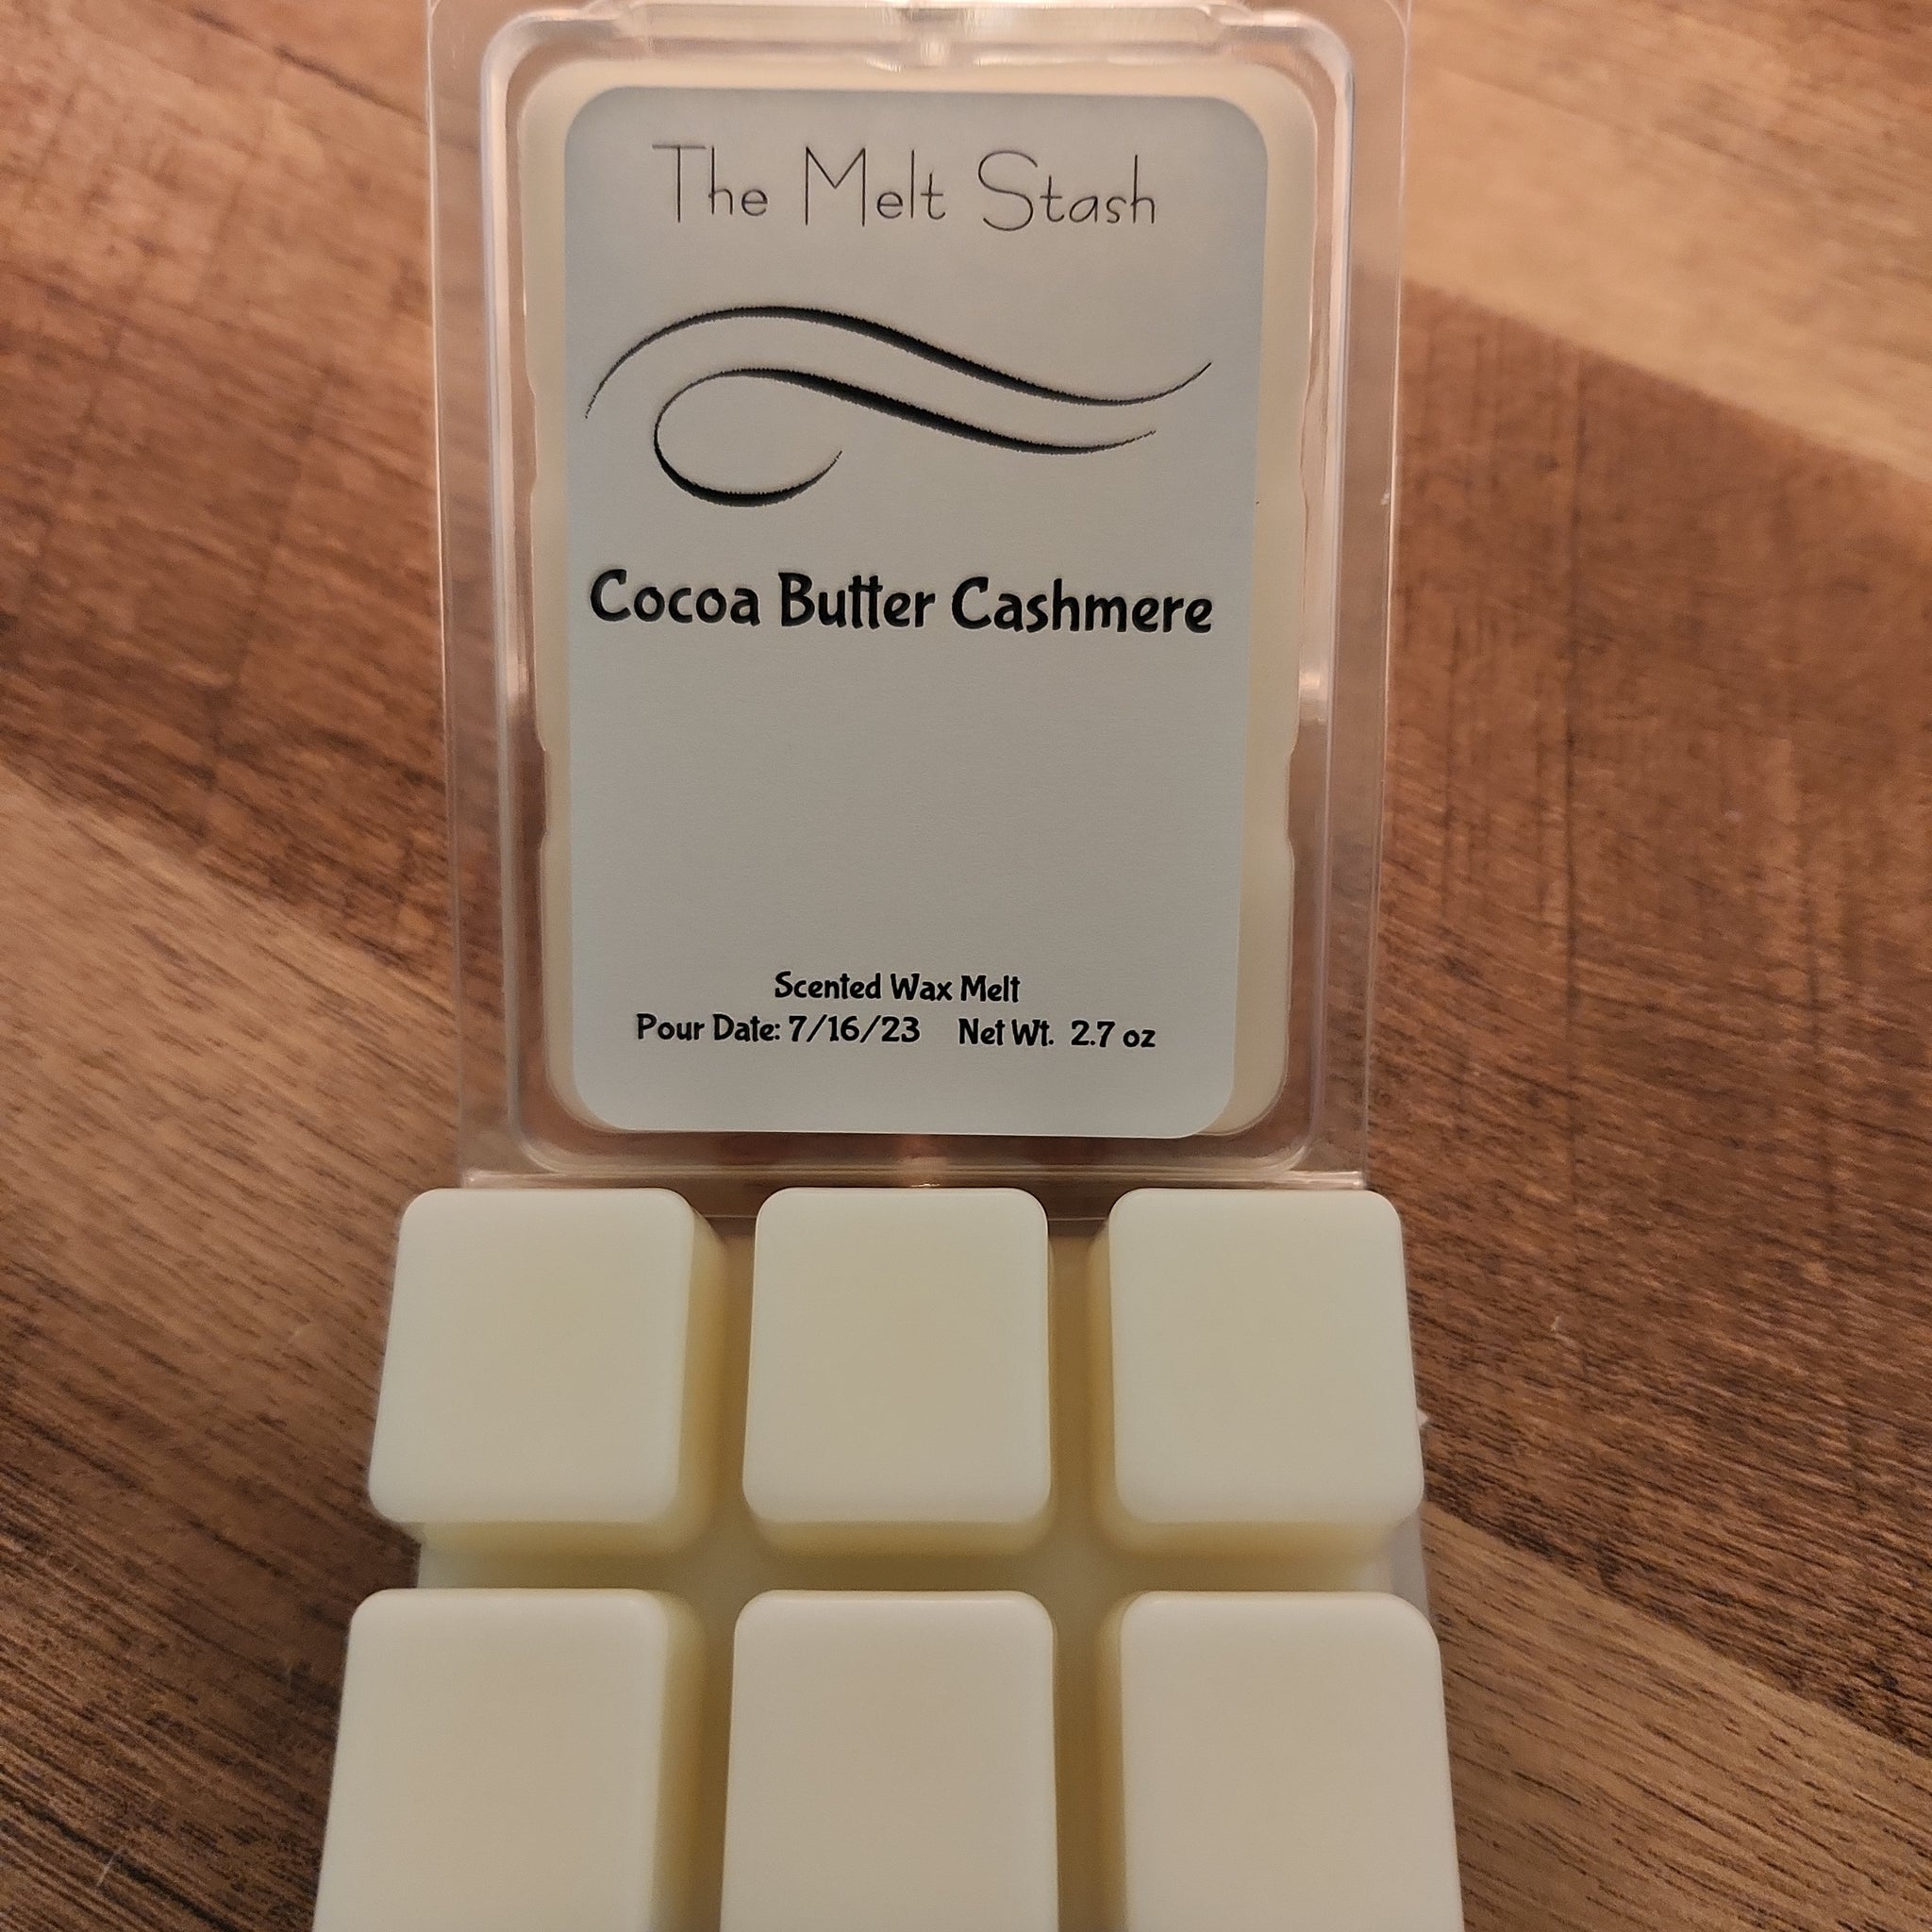 The Melt Stash
Cocoa Butter Cashmere
Scented Wax Melt
Pour Date: 7/16/23 Net Wt. 2.7 oz